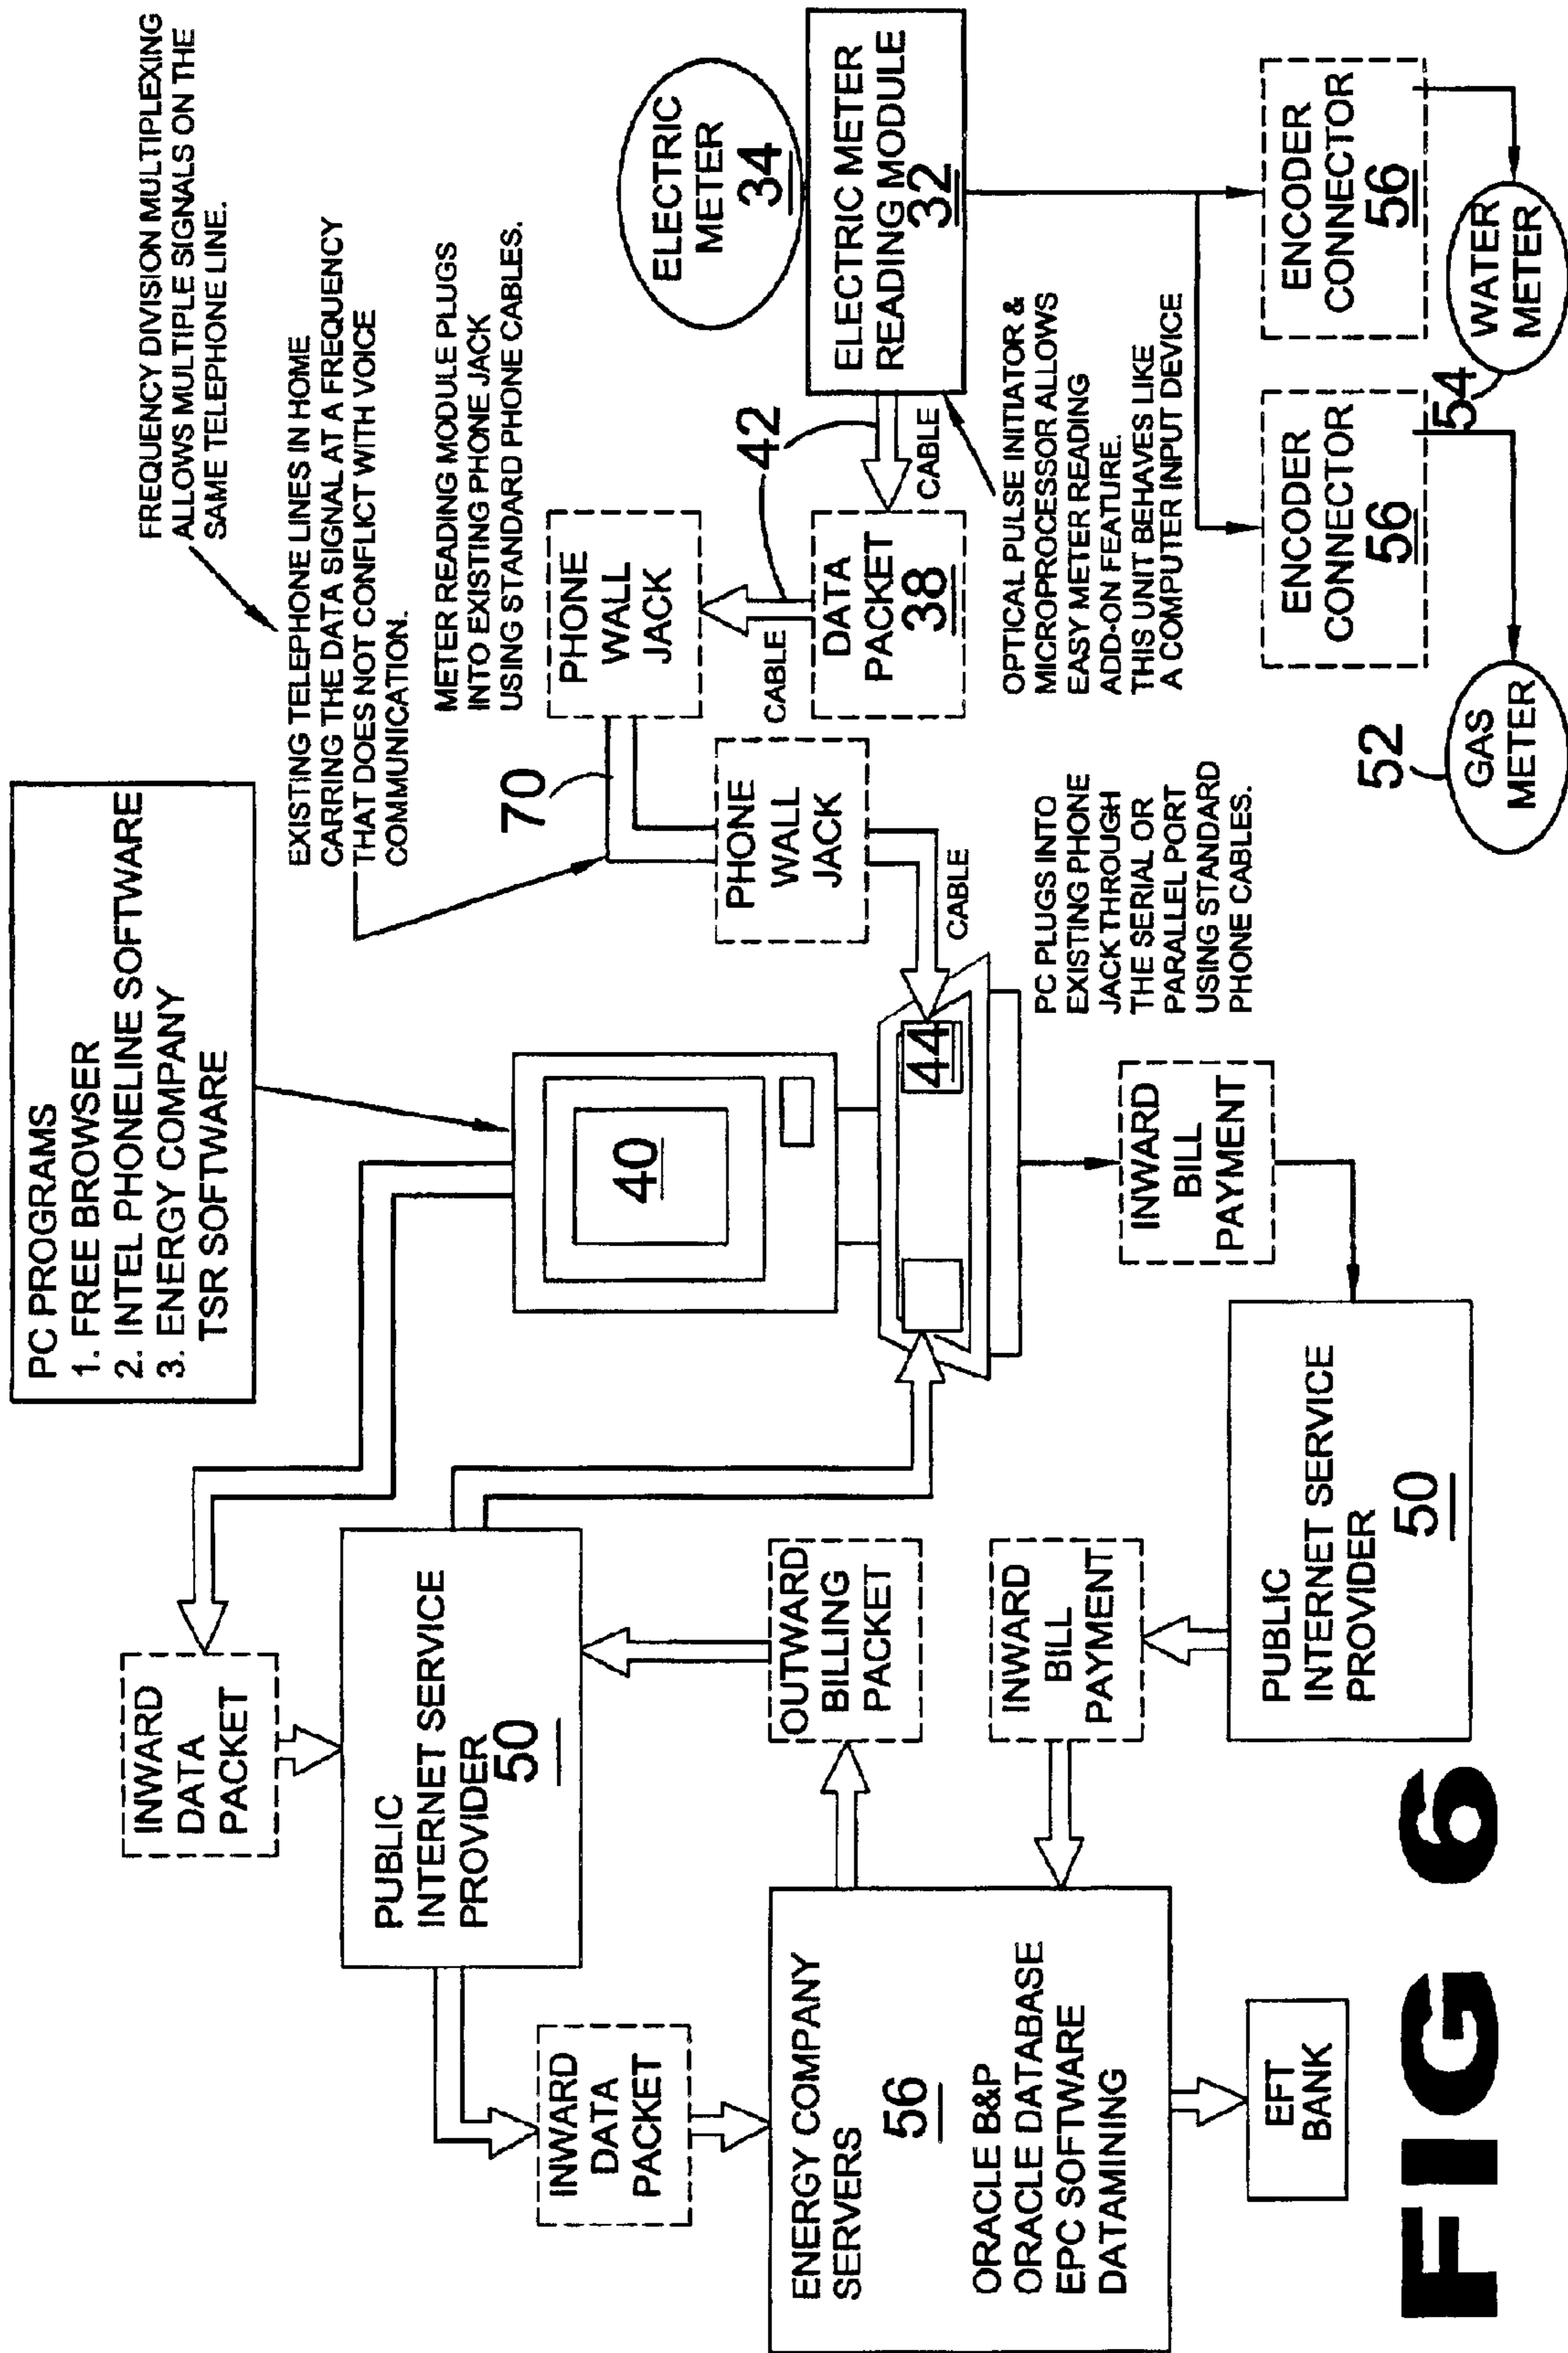 FREQUENCY DIVISION MULTIPLEXING
ALLOWS MULTIPLE SIGNALS ON THE
SAME TELEPHONE LINE.
EXISTING TELEPHONE LINES IN HOME
CARRING THE DATA SIGNAL AT A FREQUENCY
THAT DOES NOT CONFLICT WITH VOICE
COMMUNICATION.
METER READING MODULE PLUGS
INTO EXISTING PHONE JACK
USING STANDARD PHONE CABLES.
PC PROGRAMS
1. FREE BROWSER
2. INTEL PHONELINE SOFTWARE
3. ENERGY COMPANY
TSR SOFTWARE
INWARD
DATA
PACKET
PUBLIC
INTERNET SERVICE
PROVIDER
50
INWARD
DATA
PACKET
ENERGY COMPANY
SERVERS
56
ORACLE B&P
ORACLE DATABASE
EPC SOFTWARE
DATAMINING
EFT
BANK
OUTWARD
BILLING
PACKET
INWARD
BILL
PAYMENT
PUBLIC
INTERNET SERVICE
PROVIDER
50
INWARD
BILL
PAYMENT
40
44
70
PHONE
WALL
JACK
PHONE
WALL
JACK
CABLE
CABLE
42
CABLE
DATA
PACKET
38
PC PLUGS INTO
EXISTING PHONE
JACK THROUGH
THE SERIAL OR
PARALLEL PORT
USING STANDARD
PHONE CABLES.
ELECTRIC
METER
34
ELECTRIC METER
READING MODULE
32
OPTICAL PULSE INITIATOR &
MICROPROCESSOR ALLOWS
EASY METER READING
ADD-ON FEATURE.
THIS UNIT BEHAVES LIKE
A COMPUTER INPUT DEVICE
ENCODER
CONNECTOR
56
ENCODER
CONNECTOR
56
52
GAS
METER
54
WATER
METER
FIG 6